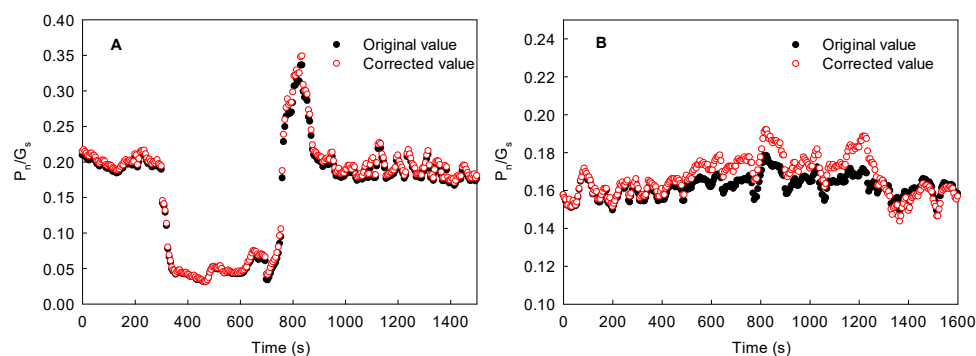 A
Original value
Corrected value
0.40
0.35
0.30
0.25
0.20
0.15
0.10
0.05
0.00
Pn/Gs
0 200 400 600 800 1000 1200 1400
Time (s)
B
Original value
Corrected value
0.24
0.22
0.20
0.18
0.16
0.14
0.12
0.10
Pn/Gs
0 200 400 600 800 1000 1200 1400 1600
Time (s)